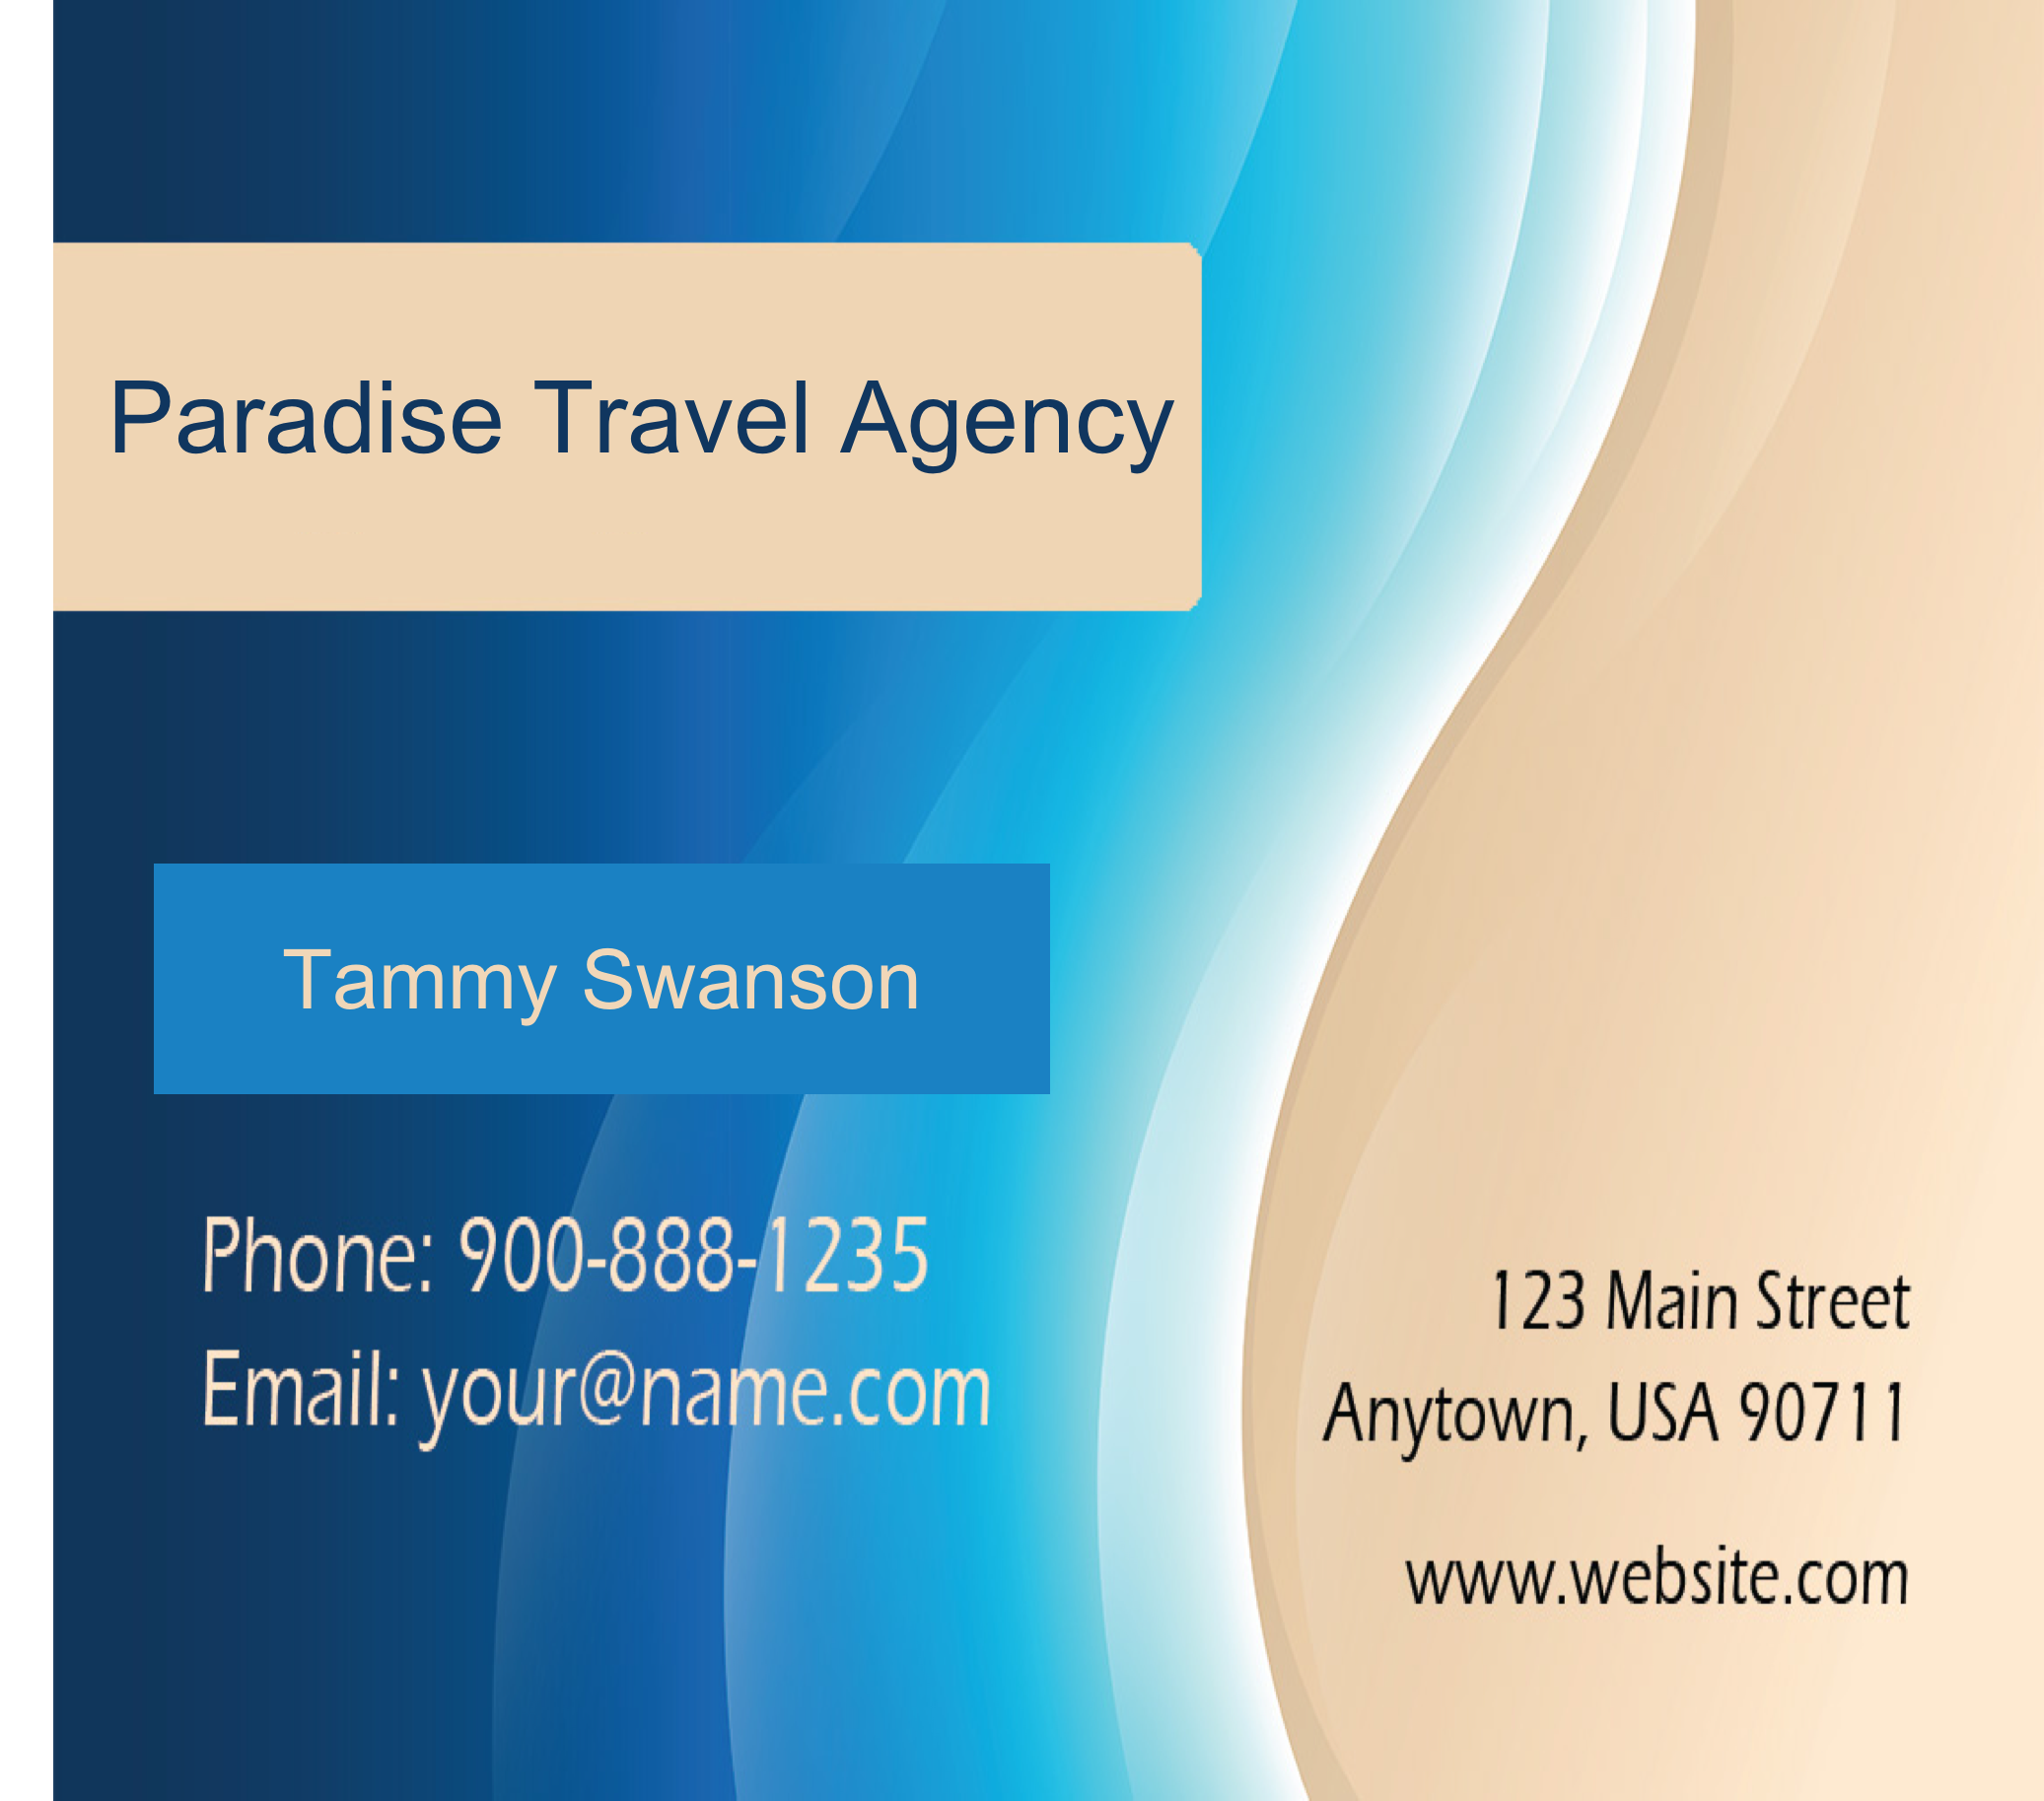 Paradise Travel Agency
Tammy Swanson
Phone: 900-888-1235
Email: your@name.com
123 Main Street
Anytown, USA 90711
www.website.com